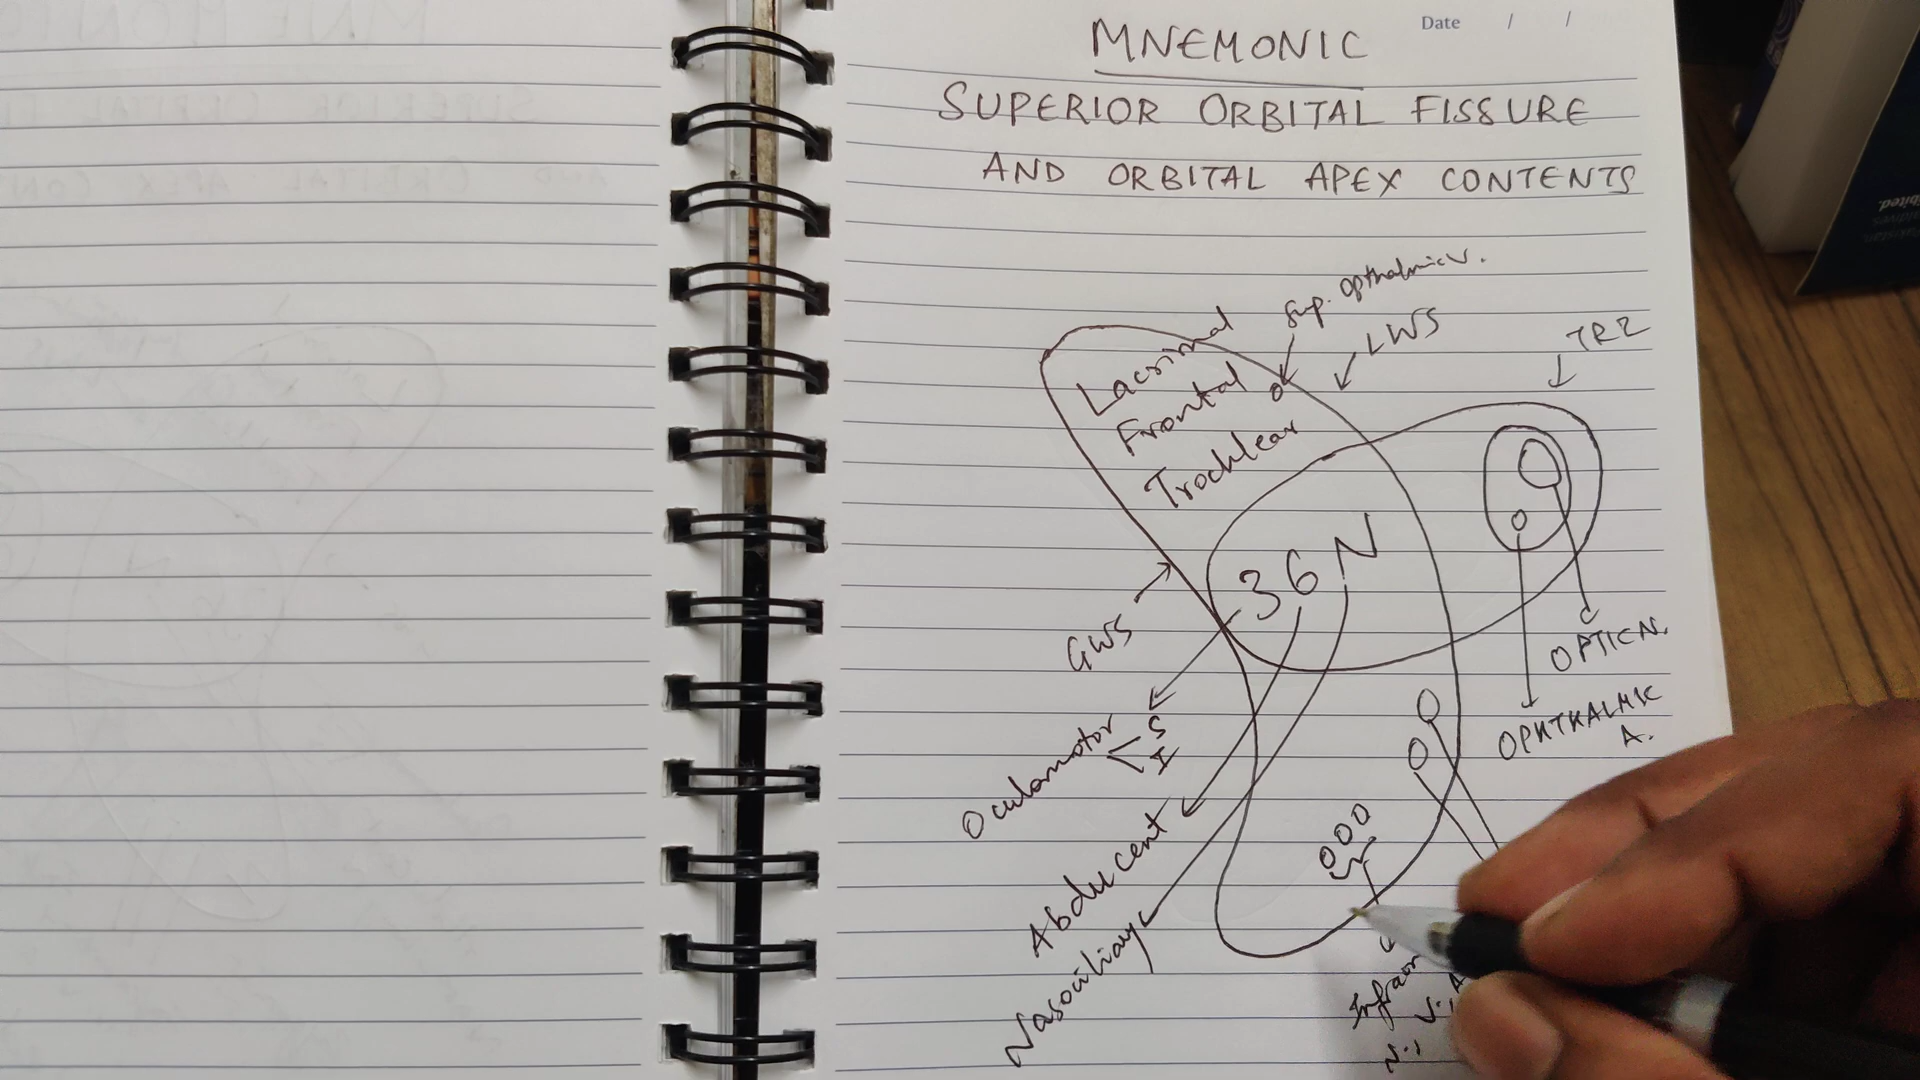 Date / /
MNEMONIC
SUPERIOR ORBITAL FISSURE
AND ORBITAL APEX CONTENTS
Sup. Opthalmic V.
LWS
TRZ
Lacrimal
Frontal
Trochlear
36N
GWS
OPTIC N.
OPHTHALMIC
A.
Oculomotor
S
I
Abducent
Nasociliary
bited.